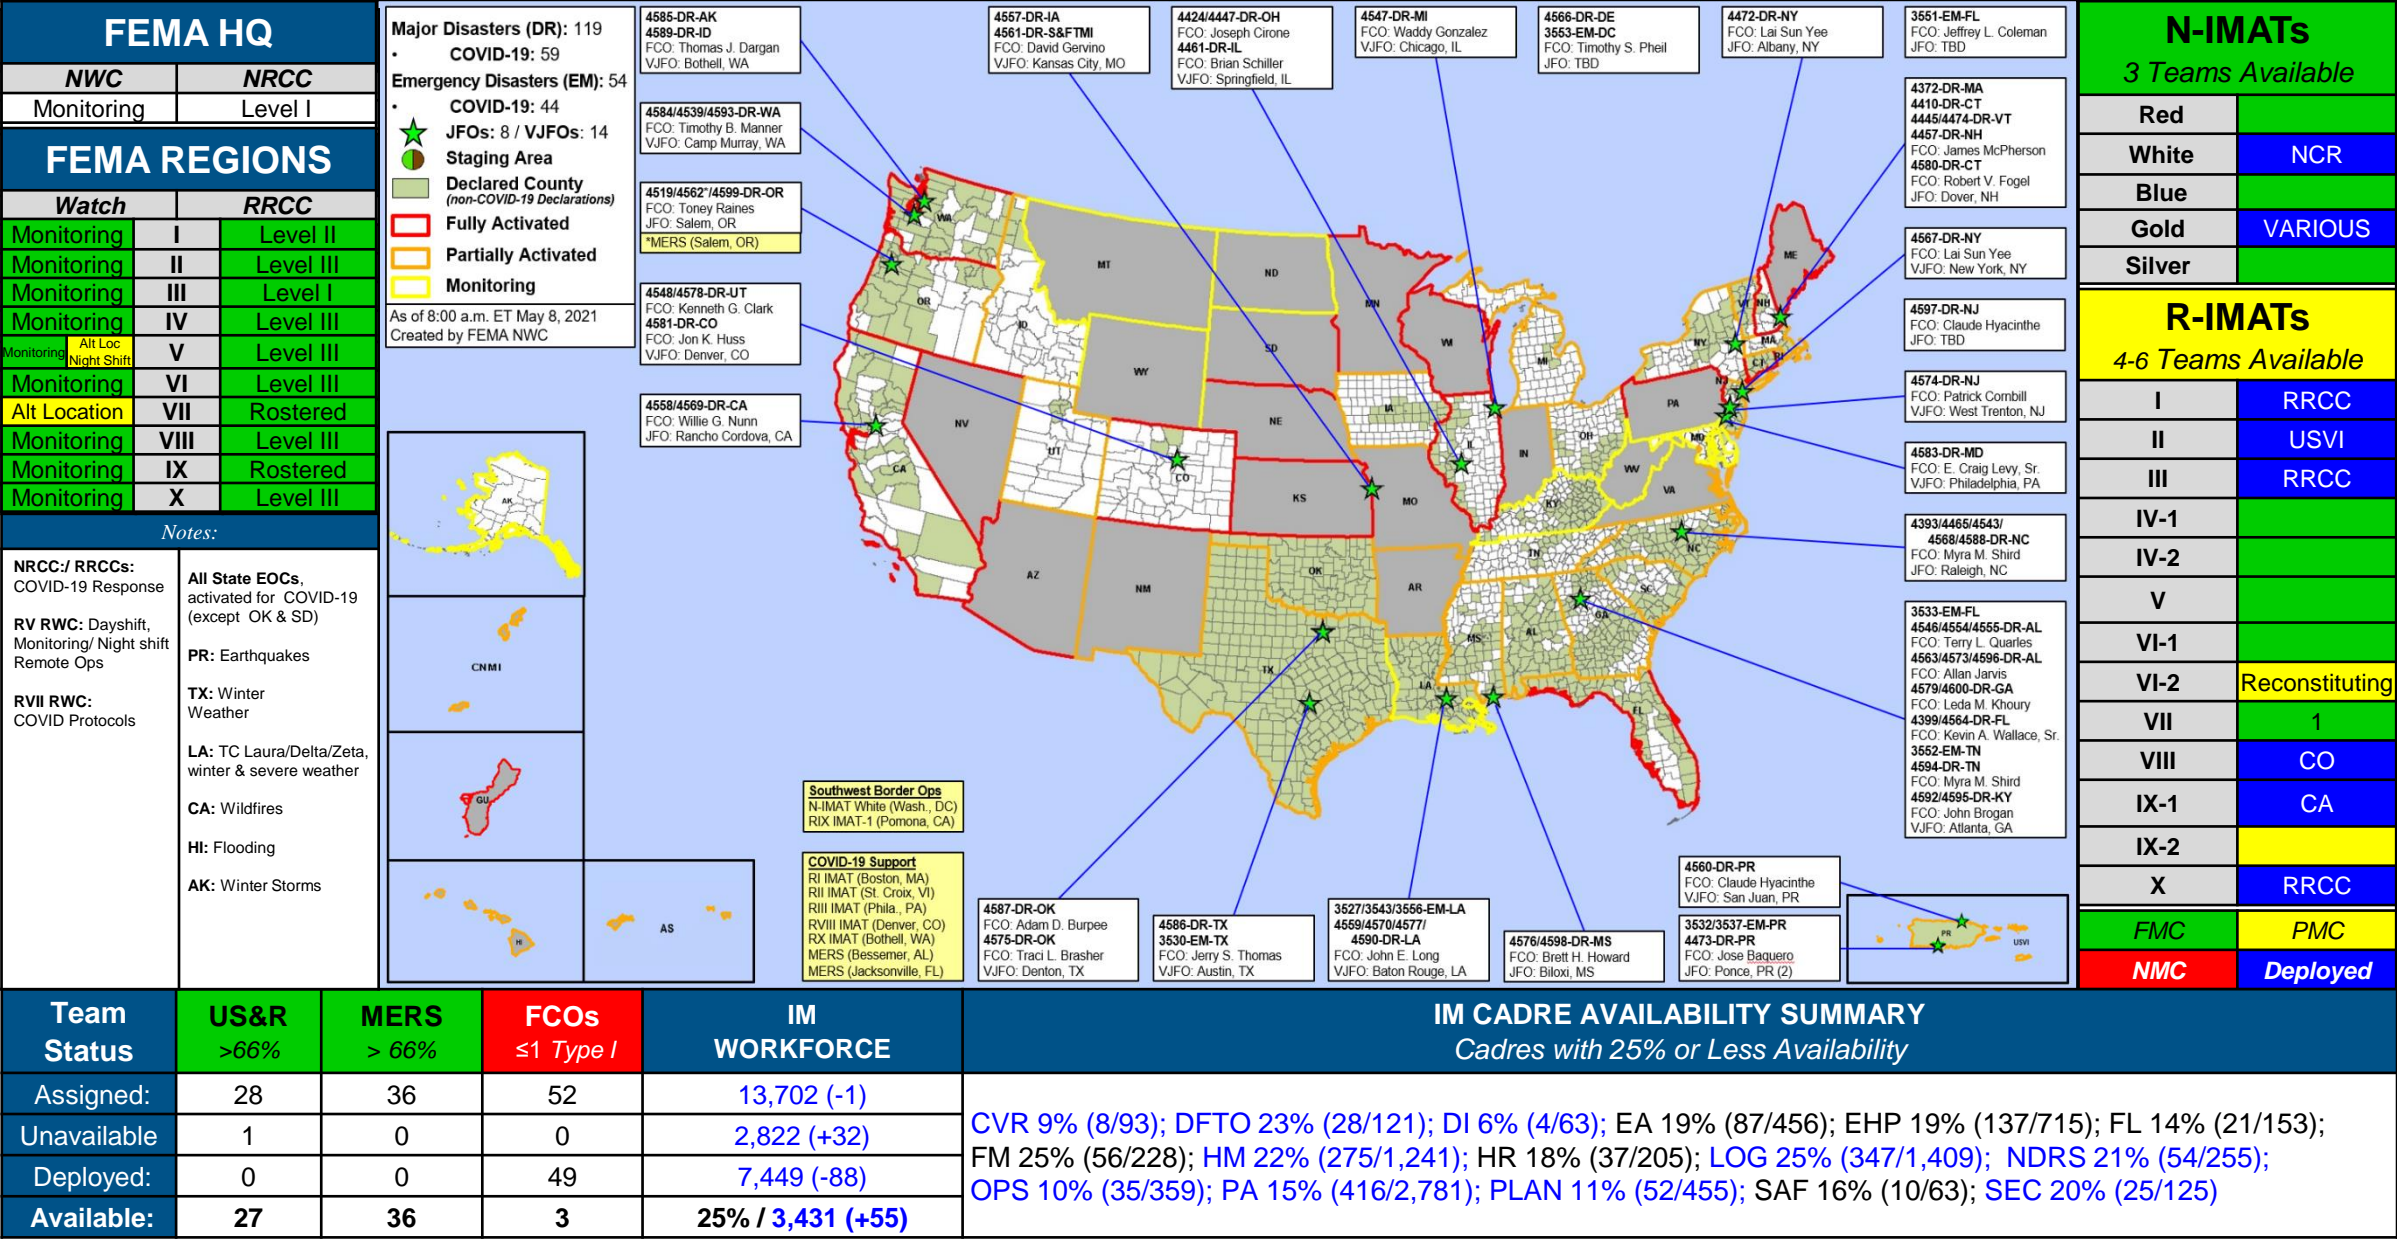 FEMA HQ
NWC NRCC
Monitoring Level I
FEMA REGIONS
Watch RRCC
Monitoring I Level II
Monitoring II Level III
Monitoring III Level I
Monitoring IV Level III
Monitoring Alt Loc Night Shift V Level III
Monitoring VI Level III
Alt Location VII Rostered
Monitoring VIII Level III
Monitoring IX Rostered
Monitoring X Level III
Notes:
NRCC:/ RRCCs:
COVID-19 Response
RV RWC: Dayshift,
Monitoring/ Night shift
Remote Ops
RVII RWC:
COVID Protocols
All State EOCs,
activated for COVID-19
(except OK & SD)
PR: Earthquakes
TX: Winter
Weather
LA: TC Laura/Delta/Zeta,
winter & severe weather
CA: Wildfires
HI: Flooding
AK: Winter Storms
Major Disasters (DR): 119
• COVID-19: 59
Emergency Disasters (EM): 54
• COVID-19: 44
JFOs: 8 / VJFOs: 14
Staging Area
Declared County
(non-COVID-19 Declarations)
Fully Activated
Partially Activated
Monitoring
As of 8:00 a.m. ET May 8, 2021
Created by FEMA NWC
4585-DR-AK
4589-DR-ID
FCO: Thomas J. Dargan
VJFO: Bothell, WA
4584/4539/4593-DR-WA
FCO: Timothy B. Manner
VJFO: Camp Murray, WA
4519/4562*/4599-DR-OR
FCO: Toney Raines
JFO: Salem, OR
*MERS (Salem, OR)
4548/4578-DR-UT
FCO: Kenneth G. Clark
4581-DR-CO
FCO: Jon K. Huss
VJFO: Denver, CO
4558/4569-DR-CA
FCO: Willie G. Nunn
JFO: Rancho Cordova, CA
4557-DR-IA
4561-DR-S&FTMI
FCO: David Gervino
VJFO: Kansas City, MO
4424/4447-DR-OH
FCO: Joseph Cirone
4461-DR-IL
FCO: Brian Schiller
VJFO: Springfield, IL
4547-DR-MI
FCO: Waddy Gonzalez
VJFO: Chicago, IL
4566-DR-DE
3553-EM-DC
FCO: Timothy S. Pheil
JFO: TBD
4472-DR-NY
FCO: Lai Sun Yee
JFO: Albany, NY
3551-EM-FL
FCO: Jeffrey L. Coleman
JFO: TBD
4372-DR-MA
4410-DR-CT
4445/4474-DR-VT
4457-DR-NH
FCO: James McPherson
4580-DR-CT
FCO: Robert V. Fogel
JFO: Dover, NH
4567-DR-NY
FCO: Lai Sun Yee
VJFO: New York, NY
4597-DR-NJ
FCO: Claude Hyacinthe
JFO: TBD
4574-DR-NJ
FCO: Patrick Cornbill
VJFO: West Trenton, NJ
4583-DR-MD
FCO: E. Craig Levy, Sr.
VJFO: Philadelphia, PA
4393/4465/4543/
4568/4588-DR-NC
FCO: Myra M. Shird
JFO: Raleigh, NC
3533-EM-FL
4546/4554/4555-DR-AL
FCO: Terry L. Quarles
4563/4573/4596-DR-AL
FCO: Allan Jarvis
4579/4600-DR-GA
FCO: Leda M. Khoury
4399/4564-DR-FL
FCO: Kevin A. Wallace, Sr.
3552-EM-TN
4594-DR-TN
FCO: Myra M. Shird
4592/4595-DR-KY
FCO: John Brogan
VJFO: Atlanta, GA
WA
OR
ID
MT
ND
SD
MN
WI
MI
ME
VT
NH
NY
MA
CT
RI
NJ
PA
MD
WY
NE
IA
IL
IN
OH
WV
VA
NV
UT
CO
KS
MO
KY
CA
AZ
NM
OK
AR
TN
NC
SC
GA
AL
MS
LA
TX
FL
AK
CNMI
GU
HI
AS
PR
USVI
Southwest Border Ops
N-IMAT White (Wash., DC)
RIX IMAT-1 (Pomona, CA)
COVID-19 Support
RI IMAT (Boston, MA)
RII IMAT (St. Croix, VI)
RIII IMAT (Phila., PA)
RVIII IMAT (Denver, CO)
RX IMAT (Bothell, WA)
MERS (Bessemer, AL)
MERS (Jacksonville, FL)
4587-DR-OK
FCO: Adam D. Burpee
4575-DR-OK
FCO: Traci L. Brasher
VJFO: Denton, TX
4586-DR-TX
3530-EM-TX
FCO: Jerry S. Thomas
VJFO: Austin, TX
3527/3543/3556-EM-LA
4559/4570/4577/
4590-DR-LA
FCO: John E. Long
VJFO: Baton Rouge, LA
4576/4598-DR-MS
FCO: Brett H. Howard
JFO: Biloxi, MS
4560-DR-PR
FCO: Claude Hyacinthe
VJFO: San Juan, PR
3532/3537-EM-PR
4473-DR-PR
FCO: Jose Baquero
JFO: Ponce, PR (2)
N-IMATs
3 Teams Available
Red
White NCR
Blue
Gold VARIOUS
Silver
R-IMATs
4-6 Teams Available
I RRCC
II USVI
III RRCC
IV-1
IV-2
V
VI-1
VI-2 Reconstituting
VII 1
VIII CO
IX-1 CA
IX-2
X RRCC
FMC PMC
NMC Deployed
Team Status
US&R >66%
MERS > 66%
FCOs ≤1 Type I
IM WORKFORCE
Assigned: 28 36 52 13,702 (-1)
Unavailable 1 0 0 2,822 (+32)
Deployed: 0 0 49 7,449 (-88)
Available: 27 36 3 25% / 3,431 (+55)
IM CADRE AVAILABILITY SUMMARY
Cadres with 25% or Less Availability
CVR 9% (8/93); DFTO 23% (28/121); DI 6% (4/63); EA 19% (87/456); EHP 19% (137/715); FL 14% (21/153);
FM 25% (56/228); HM 22% (275/1,241); HR 18% (37/205); LOG 25% (347/1,409); NDRS 21% (54/255);
OPS 10% (35/359); PA 15% (416/2,781); PLAN 11% (52/455); SAF 16% (10/63); SEC 20% (25/125)